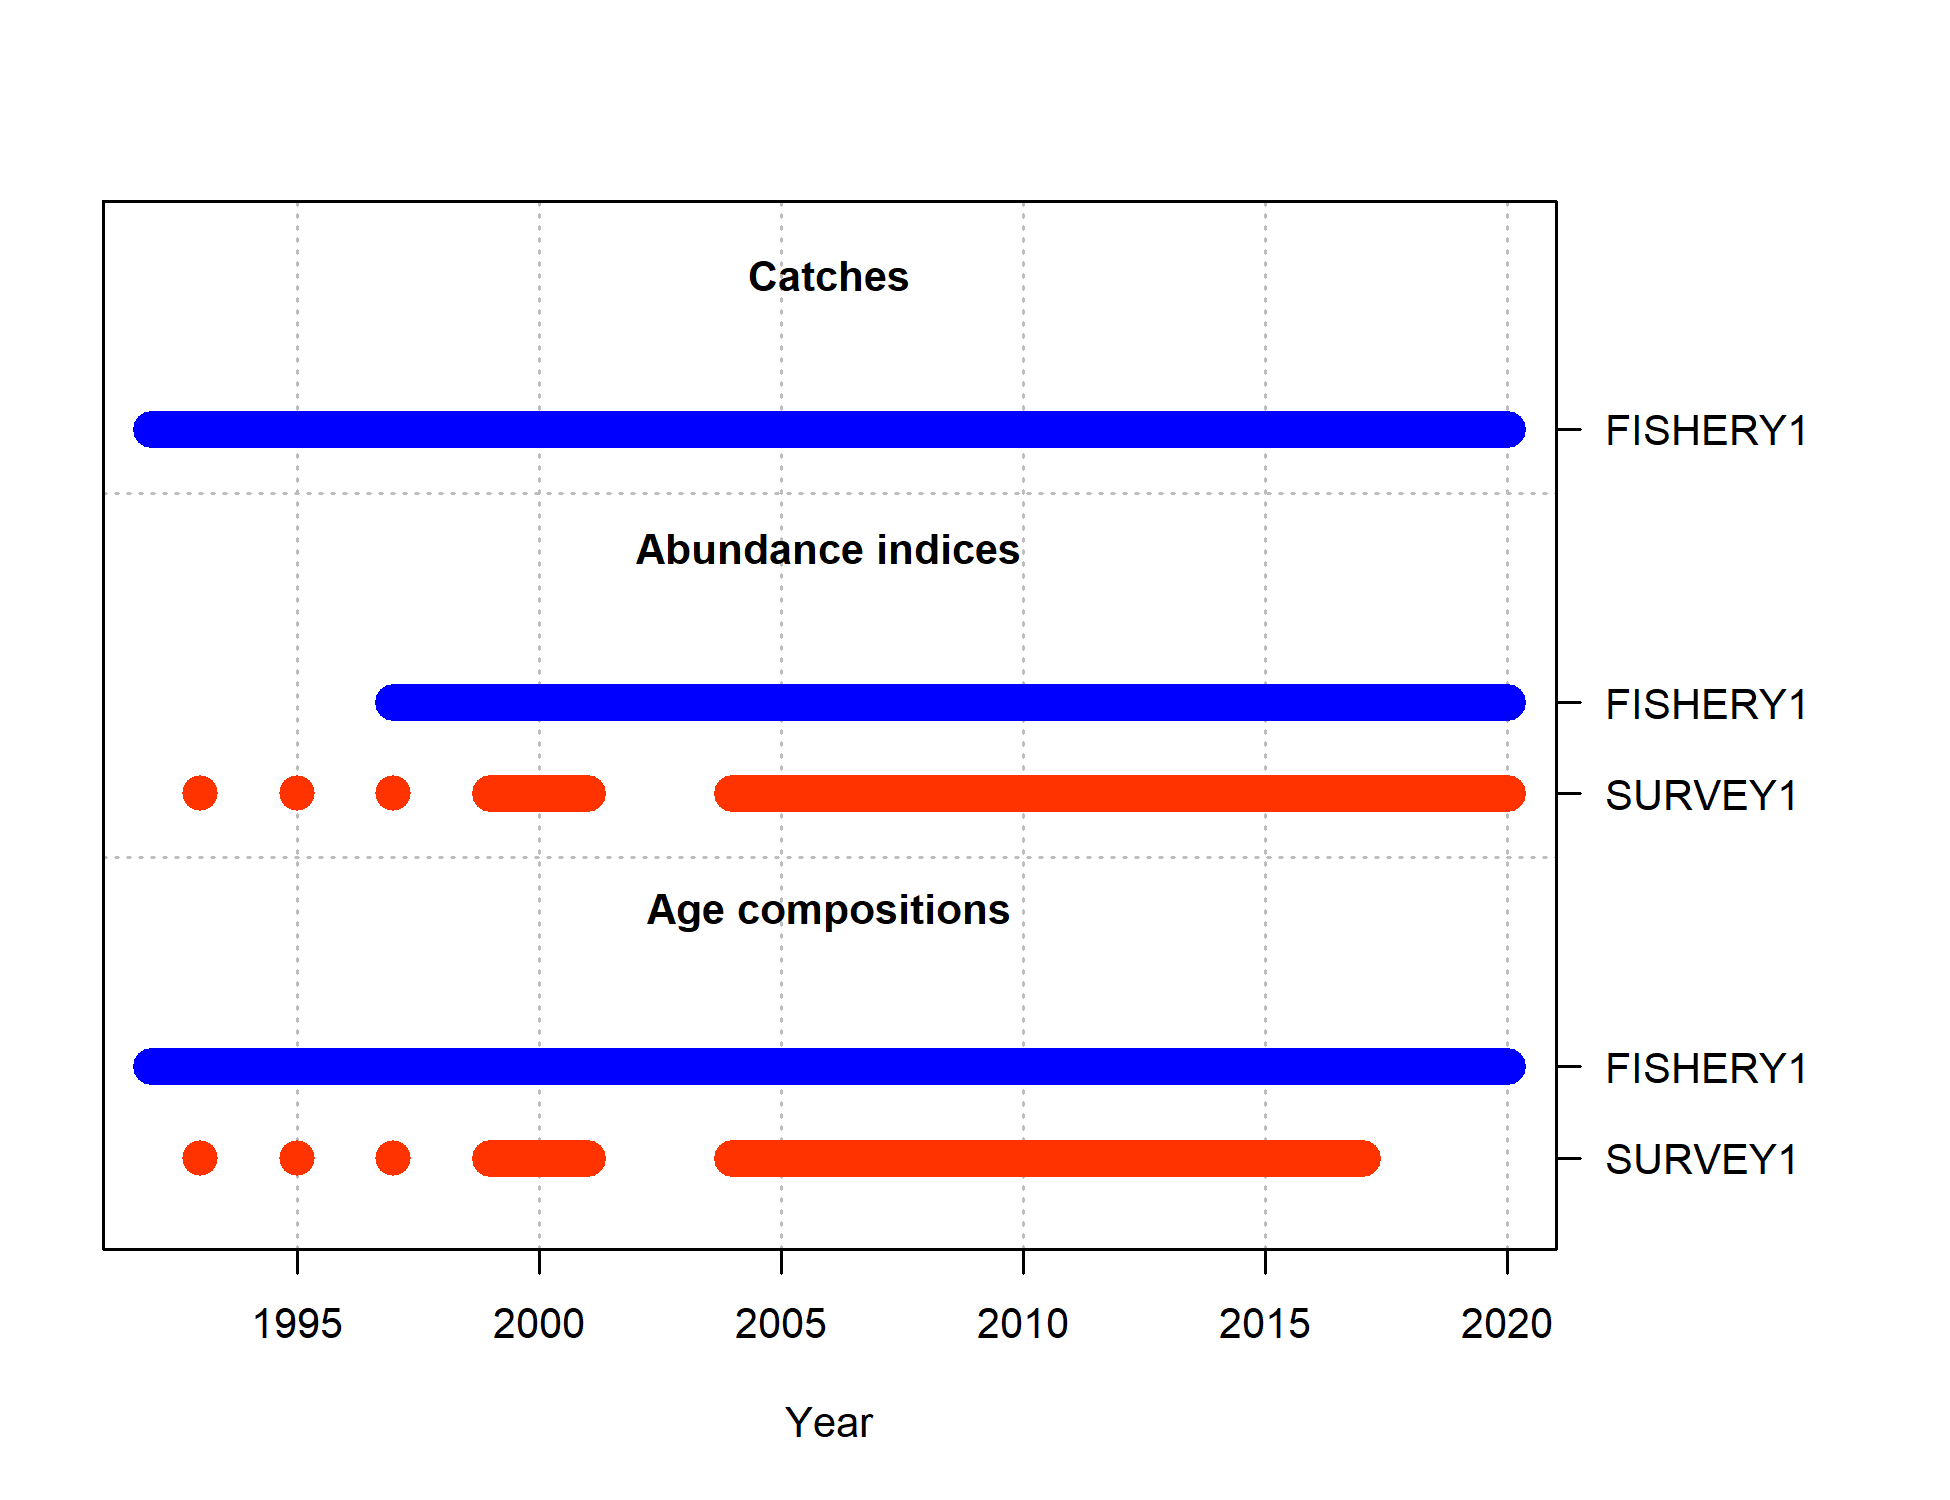 Catches
FISHERY1
Abundance indices
FISHERY1
SURVEY1
Age compositions
FISHERY1
SURVEY1
1995 2000 2005 2010 2015 2020
Year